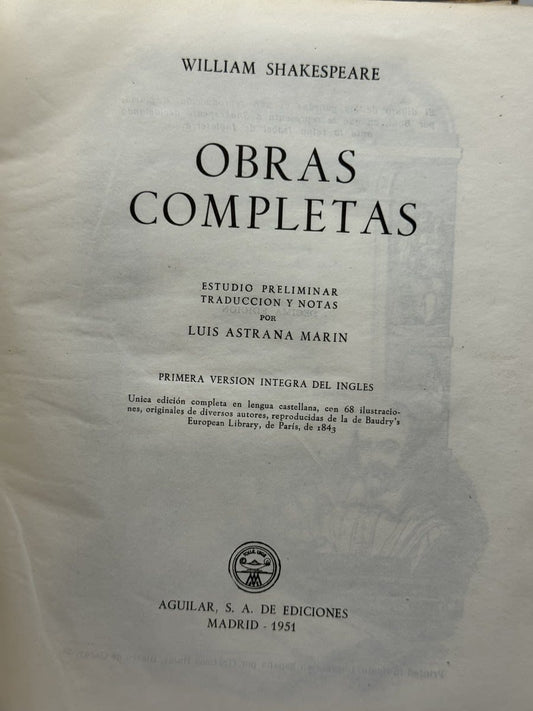 WILLIAM SHAKESPEARE
OBRAS
COMPLETAS
ESTUDIO PRELIMINAR
TRADUCCION Y NOTAS
POR
LUIS ASTRANA MARIN
PRIMERA VERSION INTEGRA DEL INGLES
Unica edición completa en lengua castellana, con 68 ilustracio-
nes, originales de diversos autores, reproducidas de la de Baudry's
European Library, de París, de 1843
AGUILAR, S. A. DE EDICIONES
MADRID - 1951